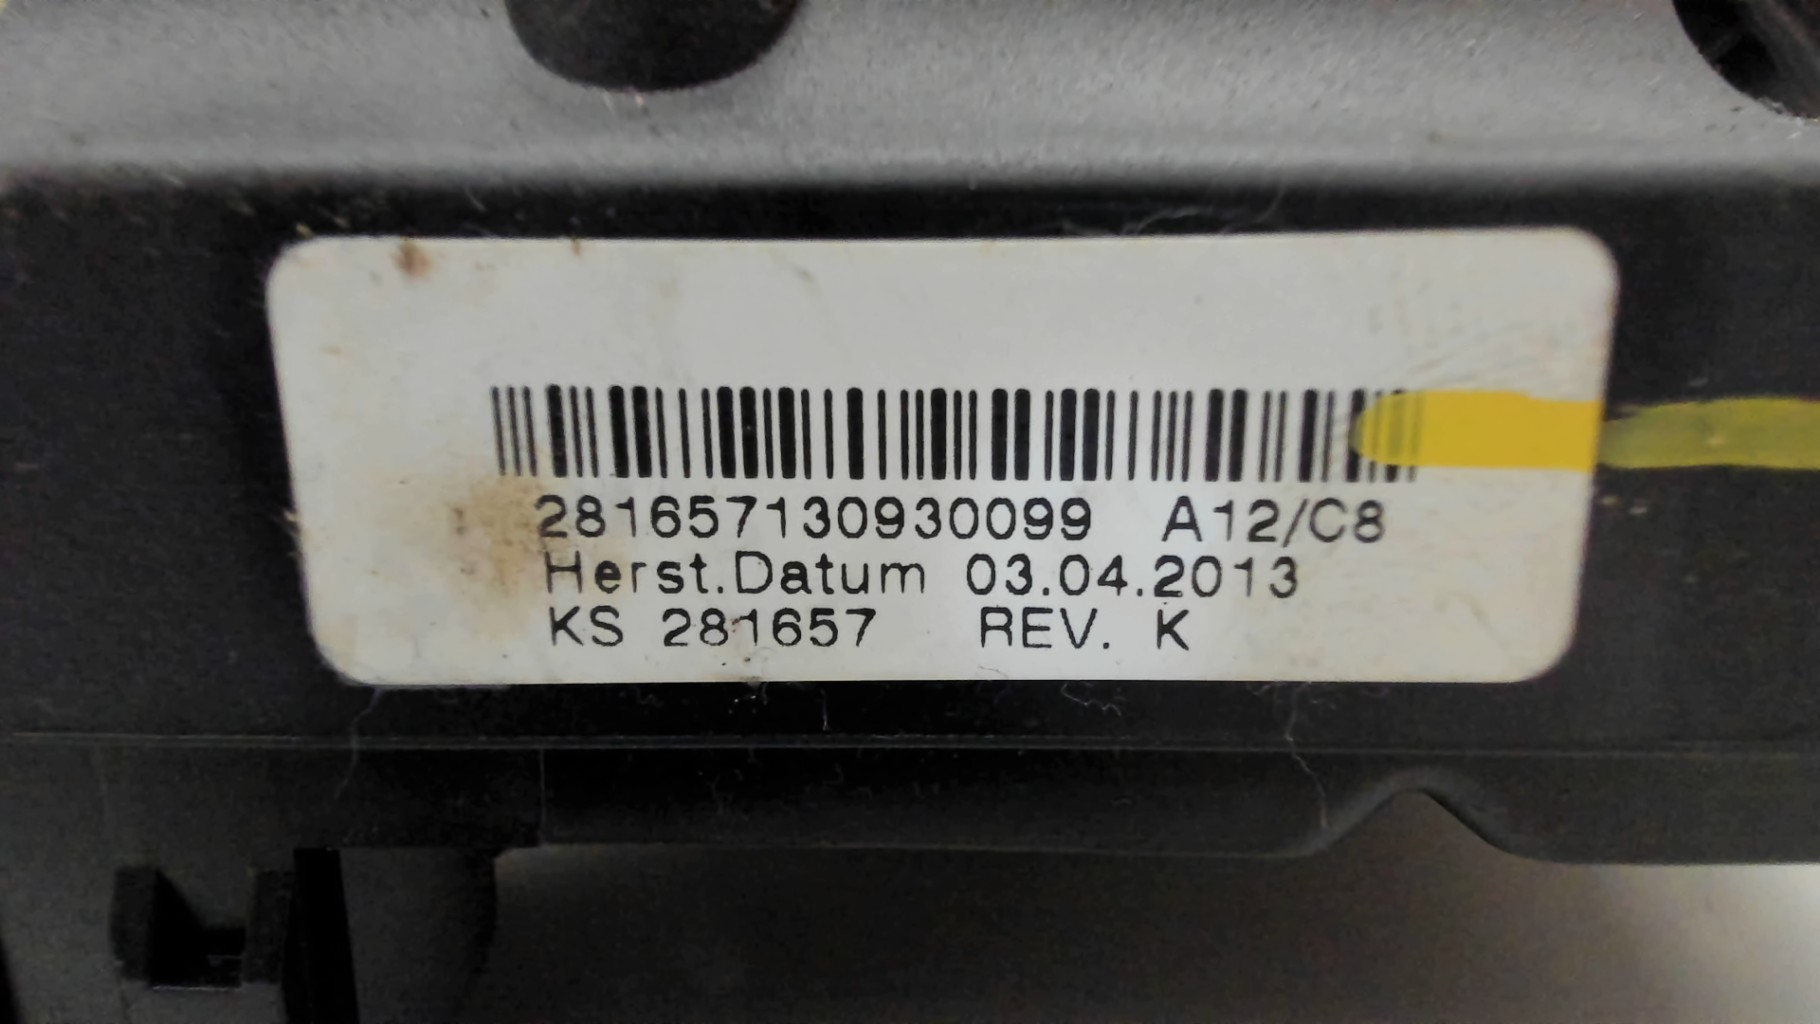 281657130930099 A12/C8
Herst.Datum 03.04.2013
KS 281657 REV. K